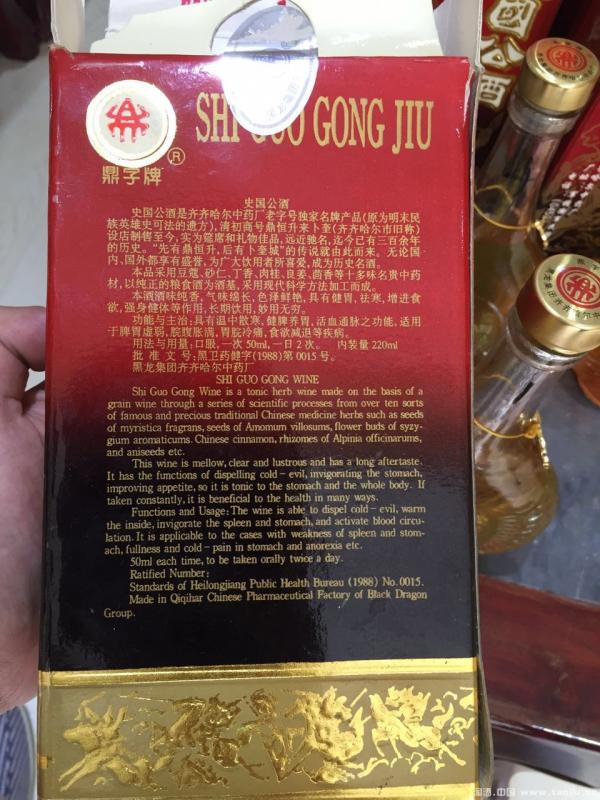 SHI GUO GONG JIU
鼎字牌®
史国公酒
史国公酒是齐齐哈尔中药厂老字号独家名牌产品(原为明末民
族英雄史可法的遗方),清初商号鼎恒升来卜奎(齐齐哈尔市旧称)
设店制售至今,实为筵席和礼物佳品,远近驰名,迄今已有三百余年
的历史。“先有鼎恒升,后有卜奎城”的传说就由此而来。无论国
内、国外都享有盛誉,为广大饮用者所喜爱,成为历史名酒。
本品采用豆蔻、砂仁、丁香、肉桂、良姜、茴香等十多味名贵中药
材,以纯正的粮食酒为酒基,采用现代科学方法加工而成。
本酒酒味纯香,气味绵长,色泽鲜艳,具有健胃,祛寒,增进食
欲,强身健体等作用,长期饮用,妙用无穷。
功能与主治:具有温中散寒,健脾养胃,活血通脉之功能,适用
于脾胃虚弱,脘腹胀满,胃脘冷痛,食欲减退等疾病。
用法与用量:口服,一次50ml,一日2次。 内装量220ml
批 准 文 号:黑卫药健字(1988)第0015号。
黑龙集团齐齐哈尔中药厂
SHI GUO GONG WINE
Shi Guo Gong Wine is a tonic herb wine made on the basis of a
grain wine through a series of scientific processes from over ten sorts
of famous and precious traditional Chinese medicine herbs such as seeds
of myristica fragrans, seeds of Amomum villosums, flower buds of syzy-
gium aromaticums. Chinese cinnamon, rhizomes of Alpinia officinarums,
and aniseeds etc.
This wine is mellow, clear and lustrous and has a long aftertaste.
It has the functions of dispelling cold-evil, invigorating the stomach,
improving appetite, so it is tonic to the stomach and the whole body. If
taken constantly, it is beneficial to the health in many ways.
Functions and Usage: The wine is able to dispel cold-evil, warm
the inside, invigorate the spleen and stomach, and activate blood circu-
lation. It is applicable to the cases with weakness of spleen and stom-
ach, fullness and cold-pain in stomach and anorexia etc.
50ml each time, to be taken orally twice a day.
Ratified Number:
Standards of Heilongjiang Public Health Bureau (1988) No.0015.
Made in Qiqihar Chinese Pharmaceutical Factory of Black Dragon
Group.
国公酒